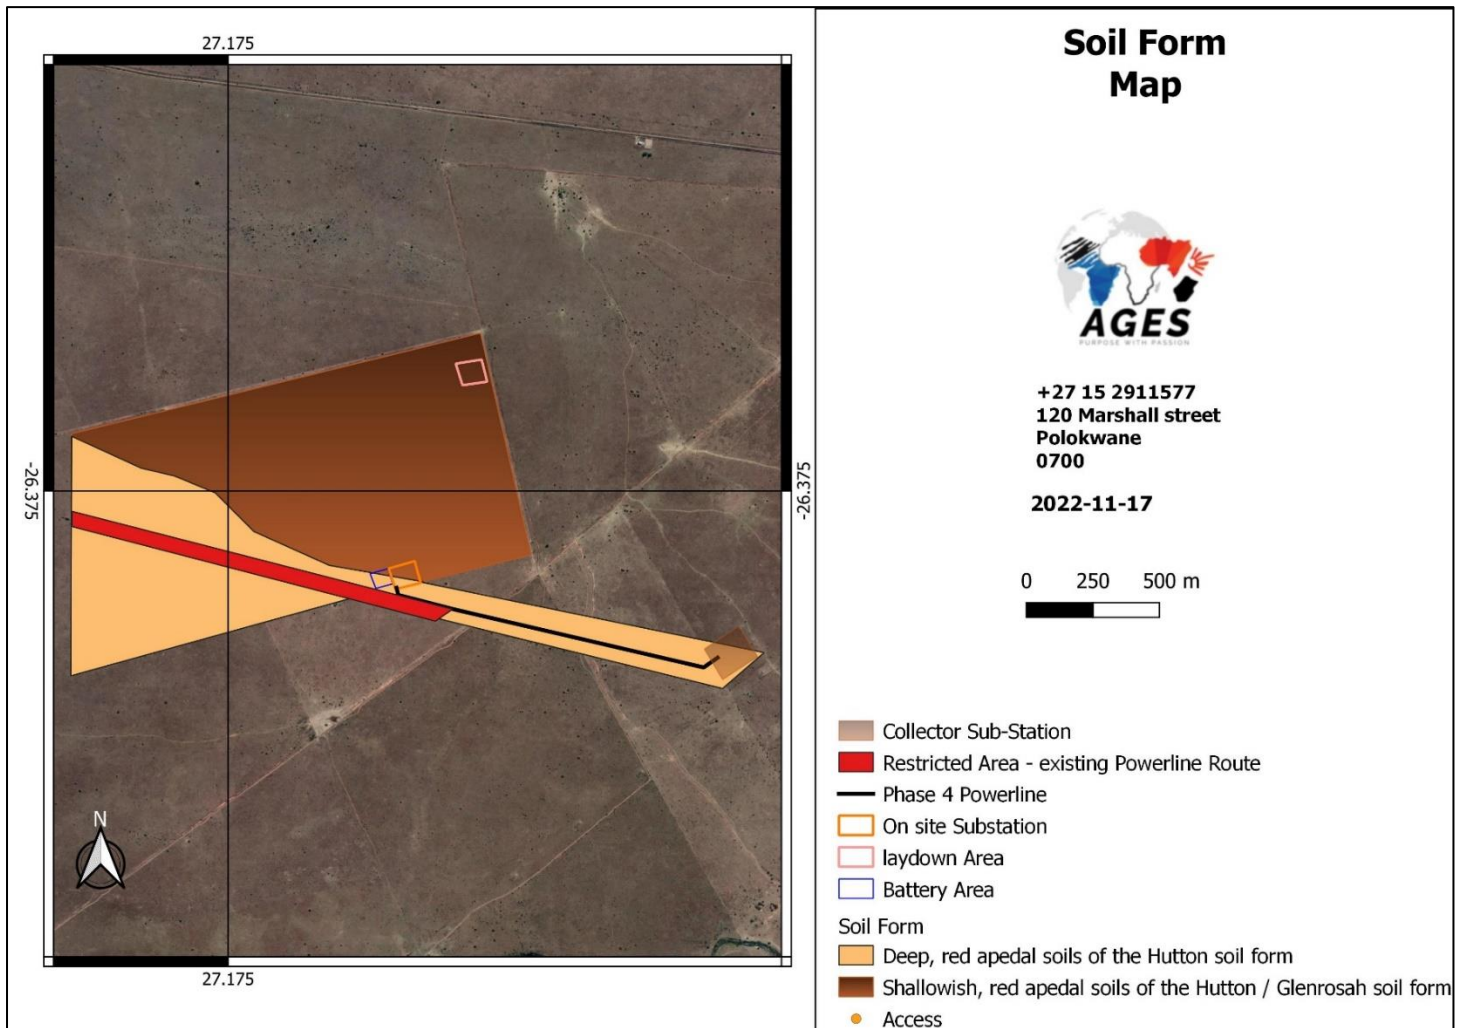 Soil Form
Map
27.175
-26.375
-26.375
N
27.175
AGES
PURPOSE WITH PASSION
+27 15 2911577
120 Marshall street
Polokwane
0700
2022-11-17
0 250 500 m
Collector Sub-Station
Restricted Area - existing Powerline Route
Phase 4 Powerline
On site Substation
laydown Area
Battery Area
Soil Form
Deep, red apedal soils of the Hutton soil form
Shallowish, red apedal soils of the Hutton / Glenrosah soil form
Access